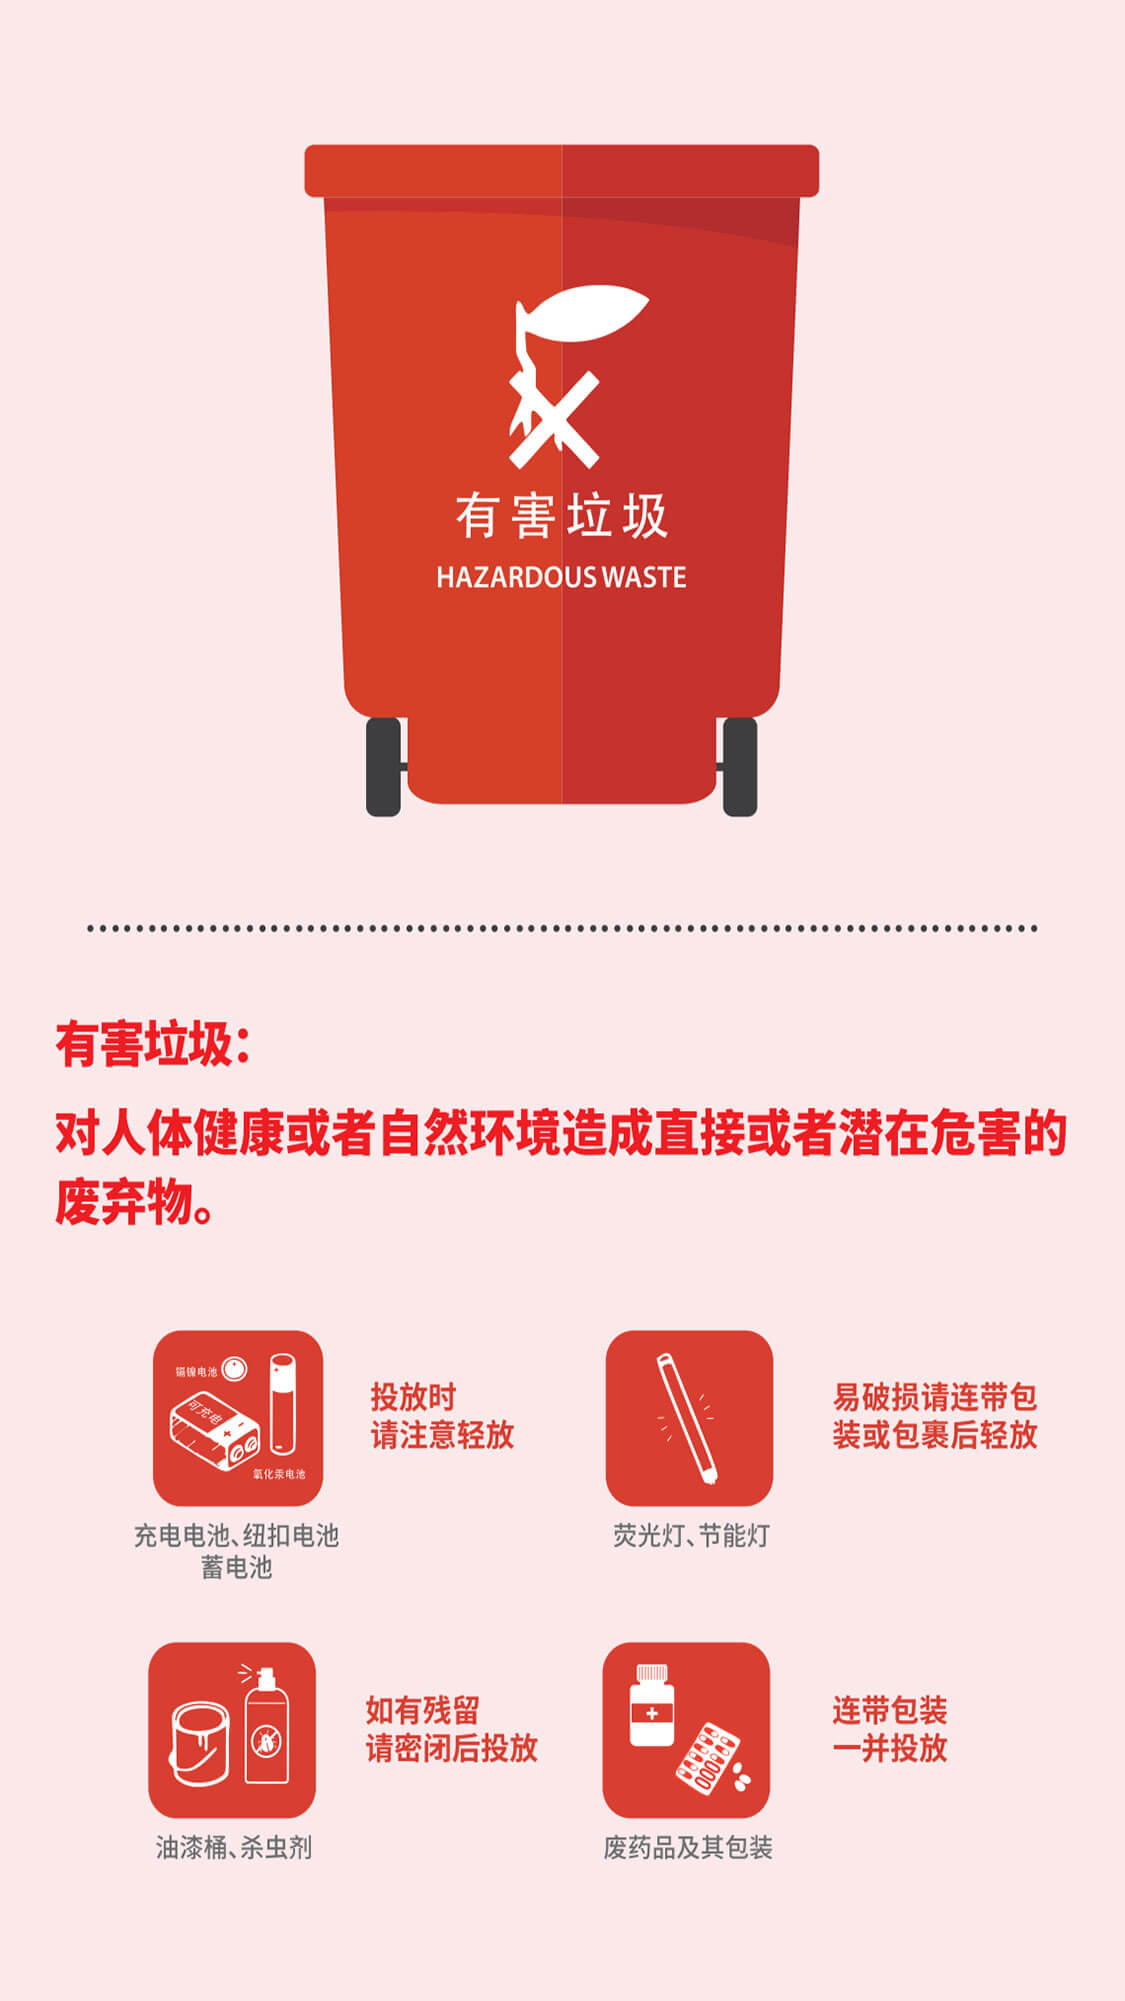 有害垃圾
HAZARDOUS WASTE
有害垃圾：
对人体健康或者自然环境造成直接或者潜在危害的
废弃物。
镉镍电池
可充电
氧化汞电池
投放时
请注意轻放
充电电池、纽扣电池
蓄电池
易破损请连带包
装或包裹后轻放
荧光灯、节能灯
如有残留
请密闭后投放
油漆桶、杀虫剂
连带包装
一并投放
废药品及其包装